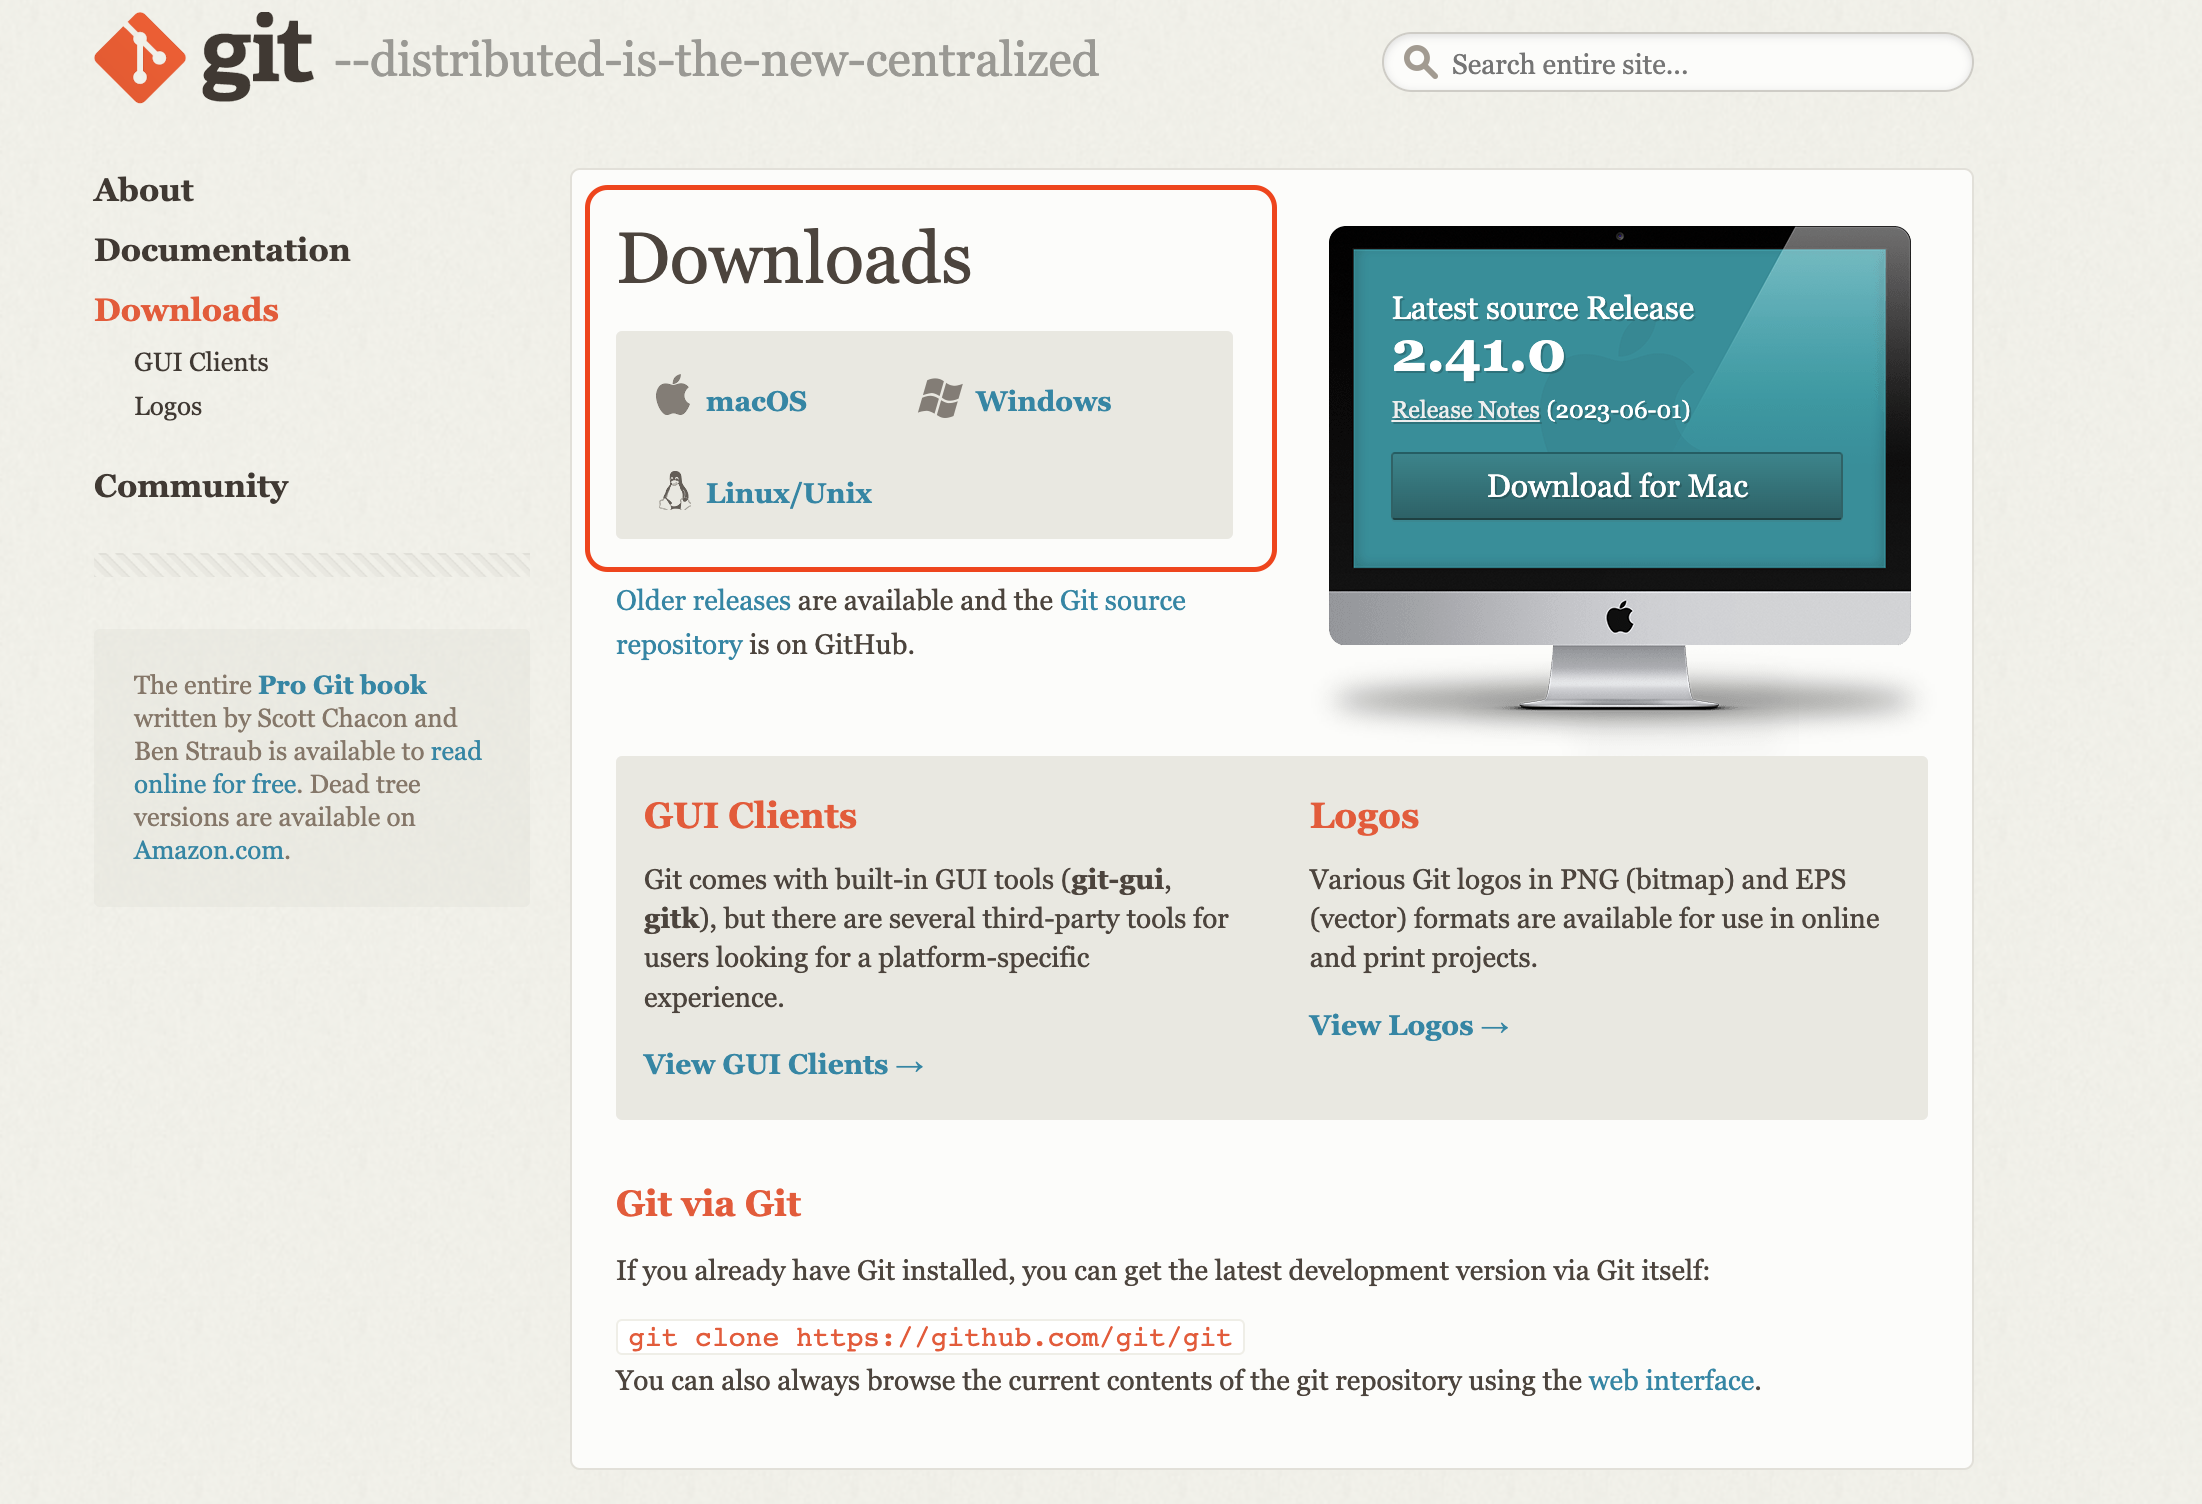 git --distributed-is-the-new-centralized
Search entire site...
About
Documentation
Downloads
GUI Clients
Logos
Community
The entire Pro Git book
written by Scott Chacon and
Ben Straub is available to read
online for free. Dead tree
versions are available on
Amazon.com.
Downloads
macOS
Windows
Linux/Unix
Older releases are available and the Git source
repository is on GitHub.
Latest source Release
2.41.0
Release Notes (2023-06-01)
Download for Mac
GUI Clients
Git comes with built-in GUI tools (git-gui,
gitk), but there are several third-party tools for
users looking for a platform-specific
experience.
View GUI Clients →
Logos
Various Git logos in PNG (bitmap) and EPS
(vector) formats are available for use in online
and print projects.
View Logos →
Git via Git
If you already have Git installed, you can get the latest development version via Git itself:
git clone https://github.com/git/git
You can also always browse the current contents of the git repository using the web interface.